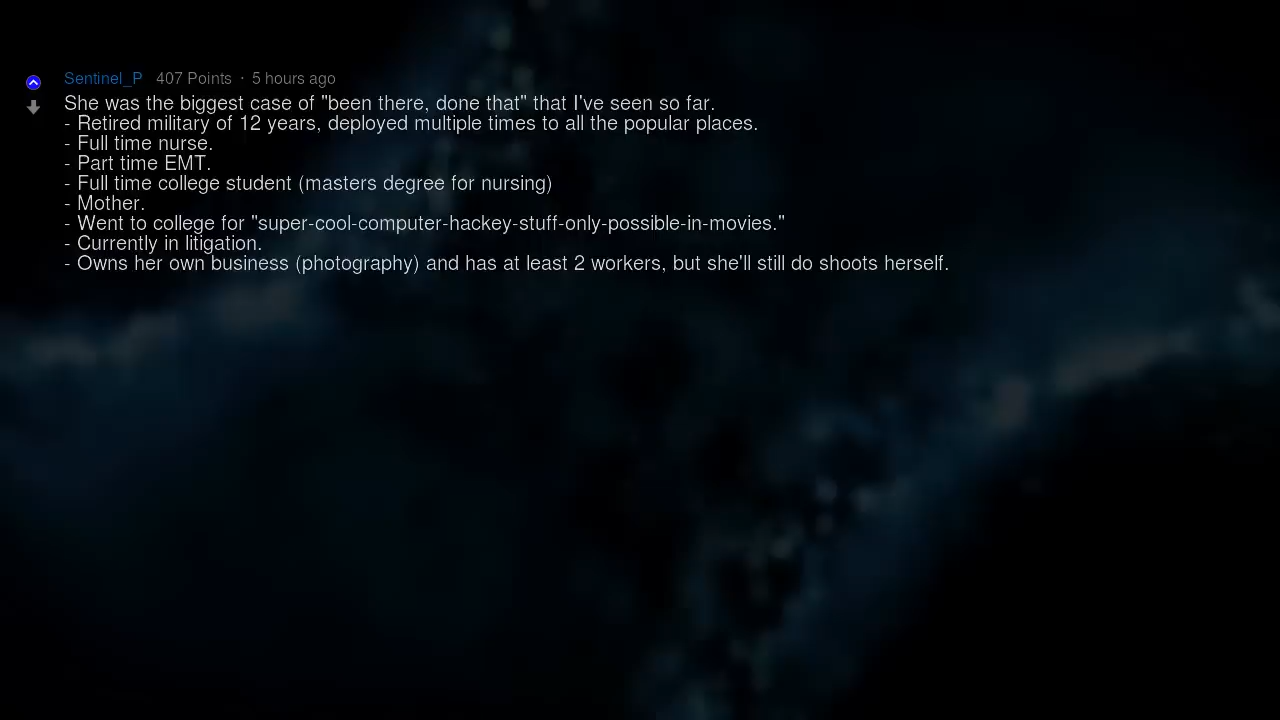 Sentinel_P 407 Points · 5 hours ago
She was the biggest case of "been there, done that" that I've seen so far.
- Retired military of 12 years, deployed multiple times to all the popular places.
- Full time nurse.
- Part time EMT.
- Full time college student (masters degree for nursing)
- Mother.
- Went to college for "super-cool-computer-hackey-stuff-only-possible-in-movies."
- Currently in litigation.
- Owns her own business (photography) and has at least 2 workers, but she'll still do shoots herself.